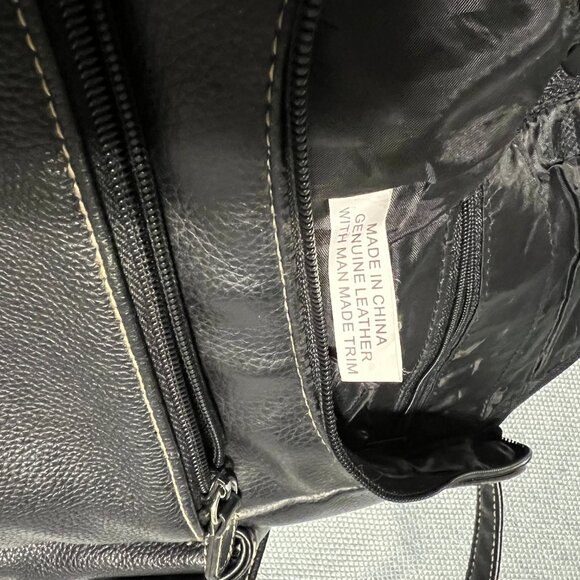 MADE IN CHINA
GENUINE LEATHER
WITH MAN MADE TRIM